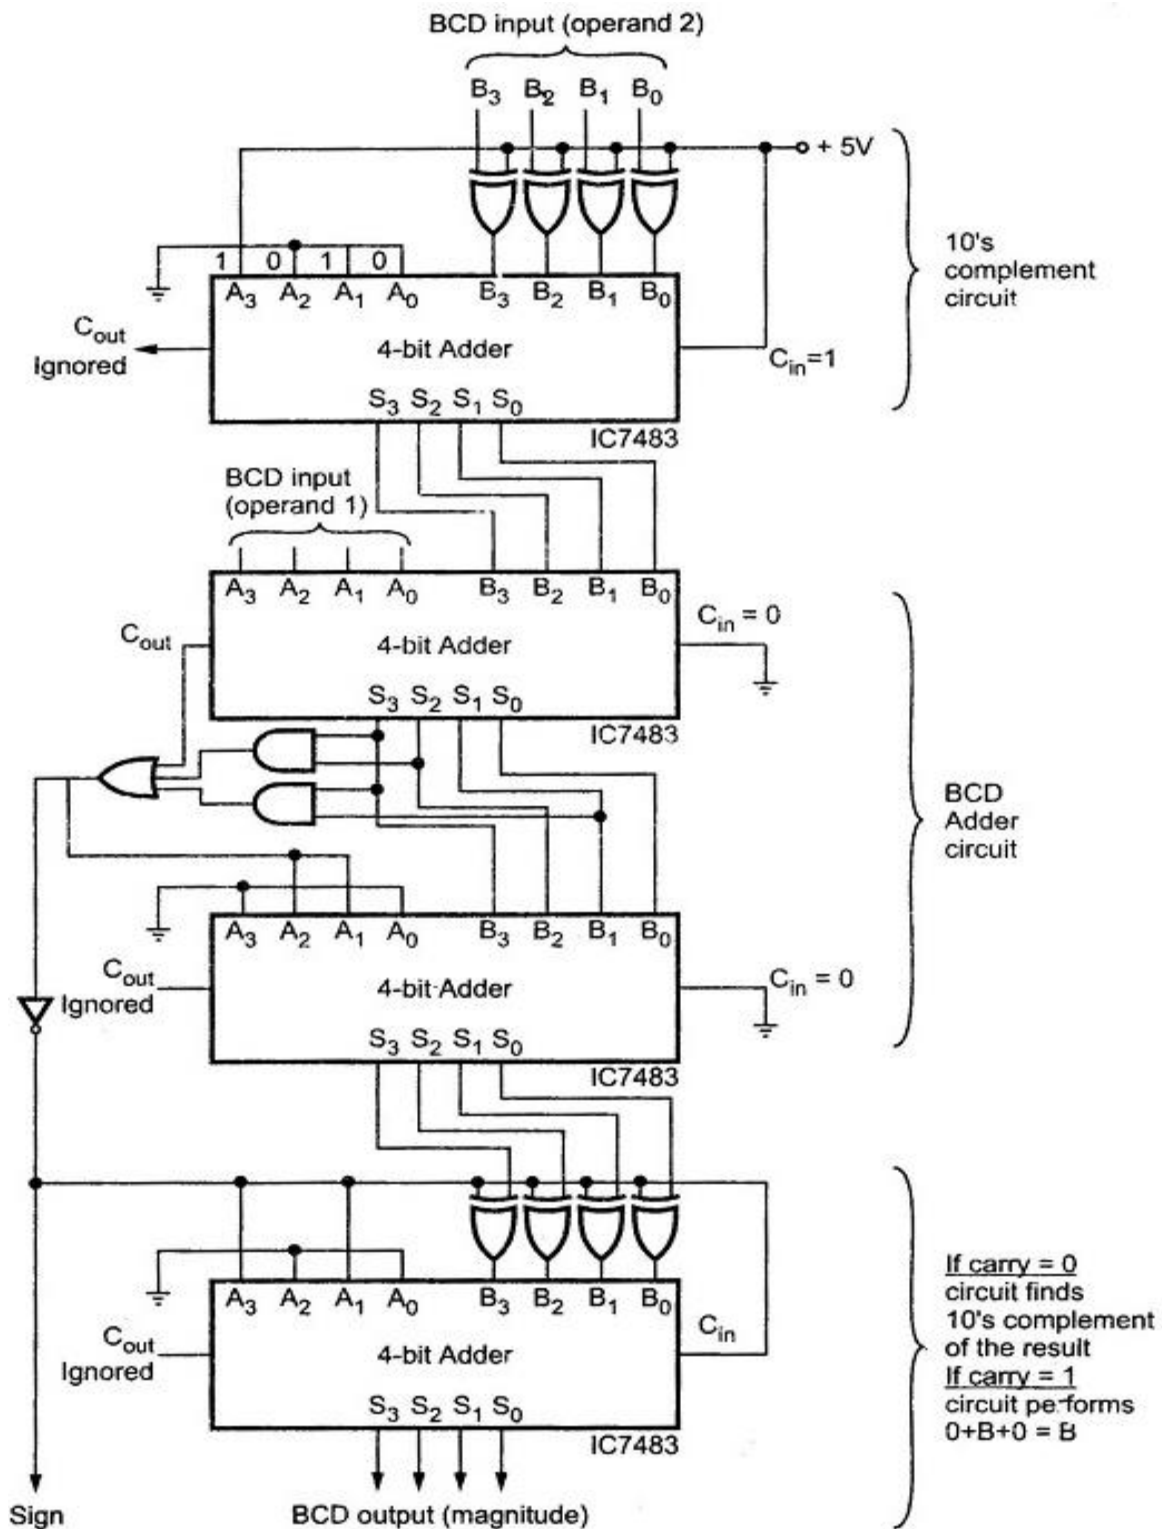 BCD input (operand 2)
B3 B2 B1 B0
+ 5V
1 0 1 0
A3 A2 A1 A0 B3 B2 B1 B0
Cout
Ignored
4-bit Adder
Cin=1
S3 S2 S1 S0
IC7483
10's
complement
circuit
BCD input
(operand 1)
A3 A2 A1 A0 B3 B2 B1 B0
Cout
4-bit Adder
Cin = 0
S3 S2 S1 S0
IC7483
BCD
Adder
circuit
A3 A2 A1 A0 B3 B2 B1 B0
Cout
Ignored
4-bit Adder
Cin = 0
S3 S2 S1 S0
IC7483
A3 A2 A1 A0 B3 B2 B1 B0
Cout
Ignored
4-bit Adder
Cin
S3 S2 S1 S0
IC7483
If carry = 0
circuit finds
10's complement
of the result
If carry = 1
circuit performs
0+B+0 = B
Sign
BCD output (magnitude)